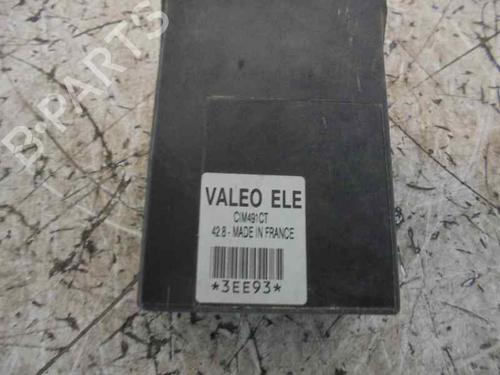 B-PARTS
VALEO ELE
CIM491CT
42.8 - MADE IN FRANCE
*3EE93*